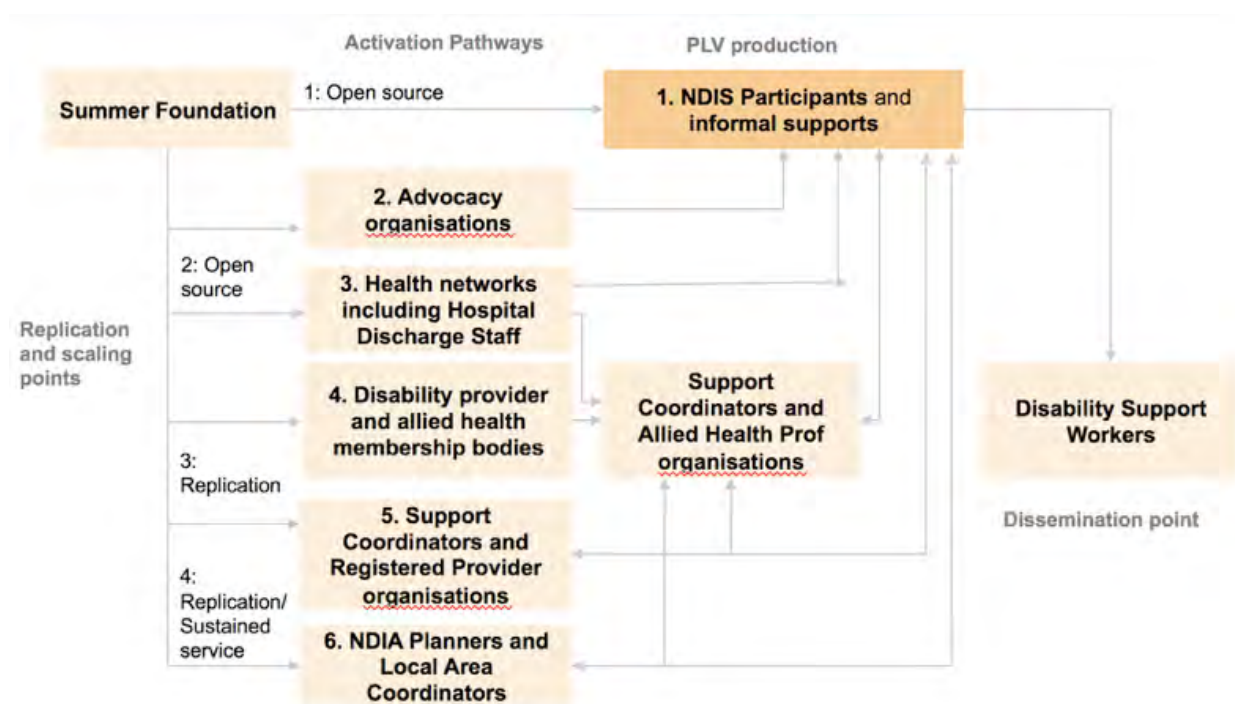 Activation Pathways
PLV production
Summer Foundation
1: Open source
1. NDIS Participants and
informal supports
2. Advocacy
organisations
2: Open
source
3. Health networks
including Hospital
Discharge Staff
Replication
and scaling
points
4. Disability provider
and allied health
membership bodies
Support
Coordinators and
Allied Health Prof
organisations
Disability Support
Workers
3:
Replication
5. Support
Coordinators and
Registered Provider
organisations
Dissemination point
4:
Replication/
Sustained
service
6. NDIA Planners and
Local Area
Coordinators